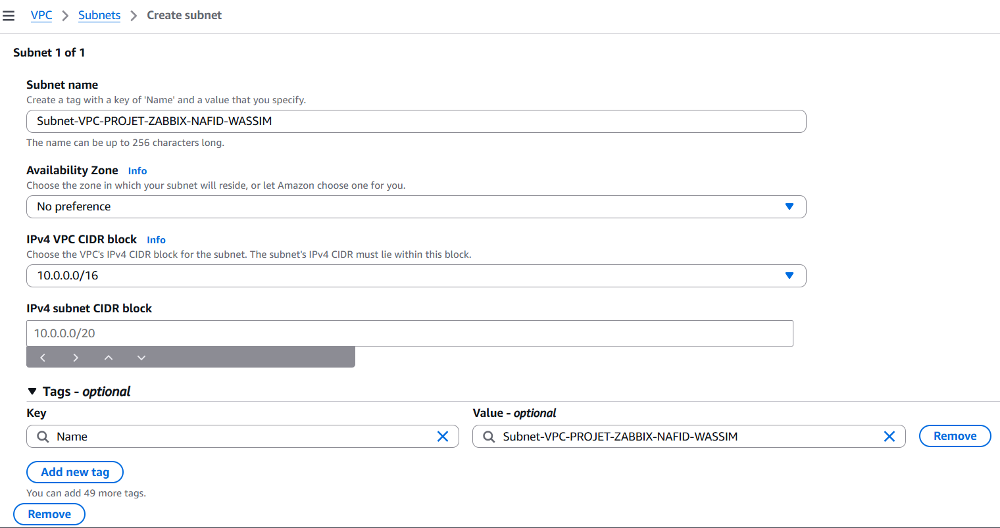 VPC > Subnets > Create subnet
Subnet 1 of 1
Subnet name
Create a tag with a key of 'Name' and a value that you specify.
Subnet-VPC-PROJET-ZABBIX-NAFID-WASSIM
The name can be up to 256 characters long.
Availability Zone Info
Choose the zone in which your subnet will reside, or let Amazon choose one for you.
No preference
IPv4 VPC CIDR block Info
Choose the VPC's IPv4 CIDR block for the subnet. The subnet's IPv4 CIDR must lie within this block.
10.0.0.0/16
IPv4 subnet CIDR block
10.0.0.0/20
Tags - optional
Key
Value - optional
Name
Subnet-VPC-PROJET-ZABBIX-NAFID-WASSIM
Remove
Add new tag
You can add 49 more tags.
Remove